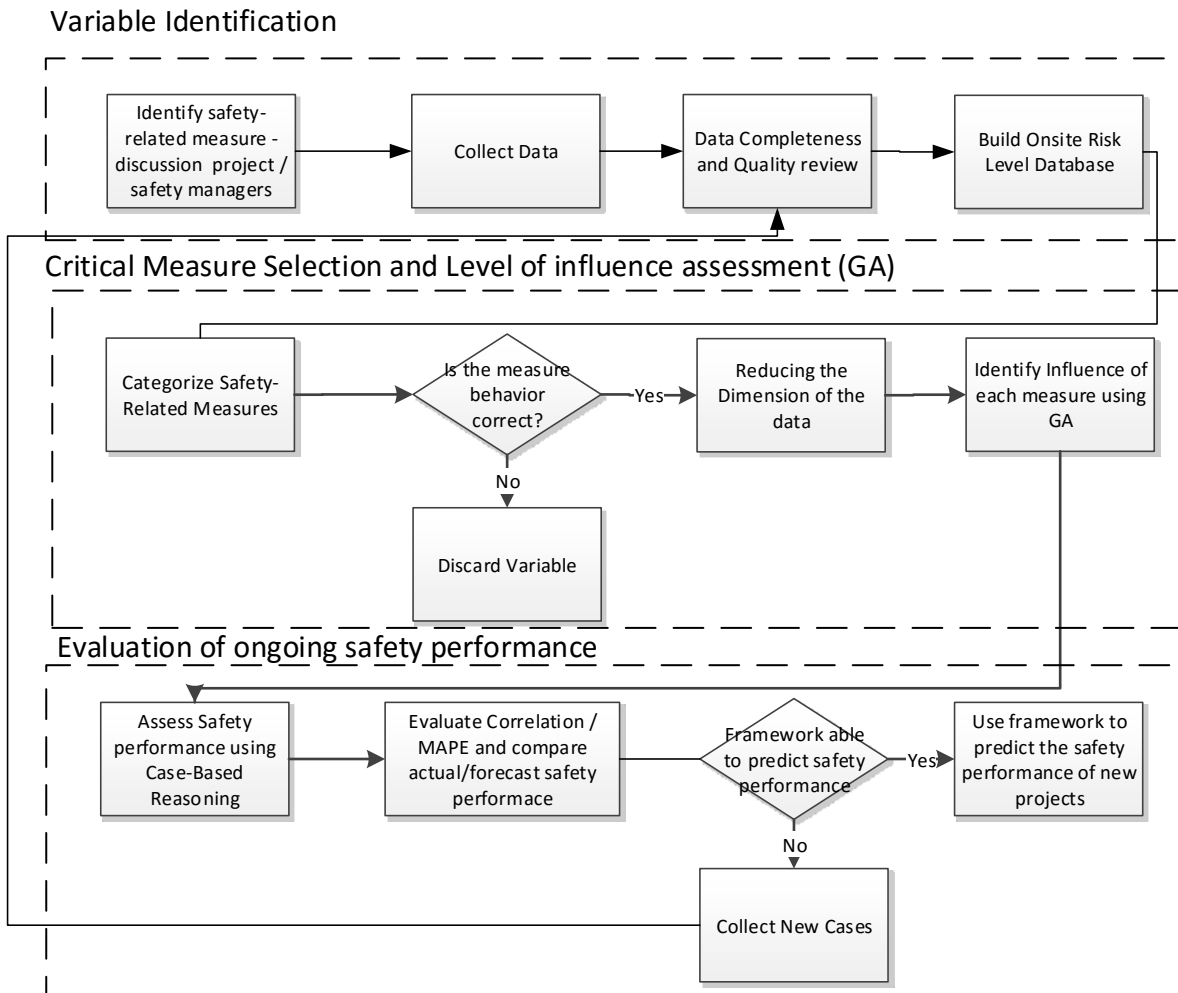 Variable Identification
Identify safety-
related measure -
discussion project /
safety managers
Collect Data
Data Completeness
and Quality review
Build Onsite Risk
Level Database
Critical Measure Selection and Level of influence assessment (GA)
Categorize Safety-
Related Measures
Is the measure
behavior
correct?
Yes
Reducing the
Dimension of the
data
Identify Influence of
each measure using
GA
No
Discard Variable
Evaluation of ongoing safety performance
Assess Safety
performance using
Case-Based
Reasoning
Evaluate Correlation /
MAPE and compare
actual/forecast safety
performace
Framework able
to predict safety
performance
Yes
Use framework to
predict the safety
performance of new
projects
No
Collect New Cases